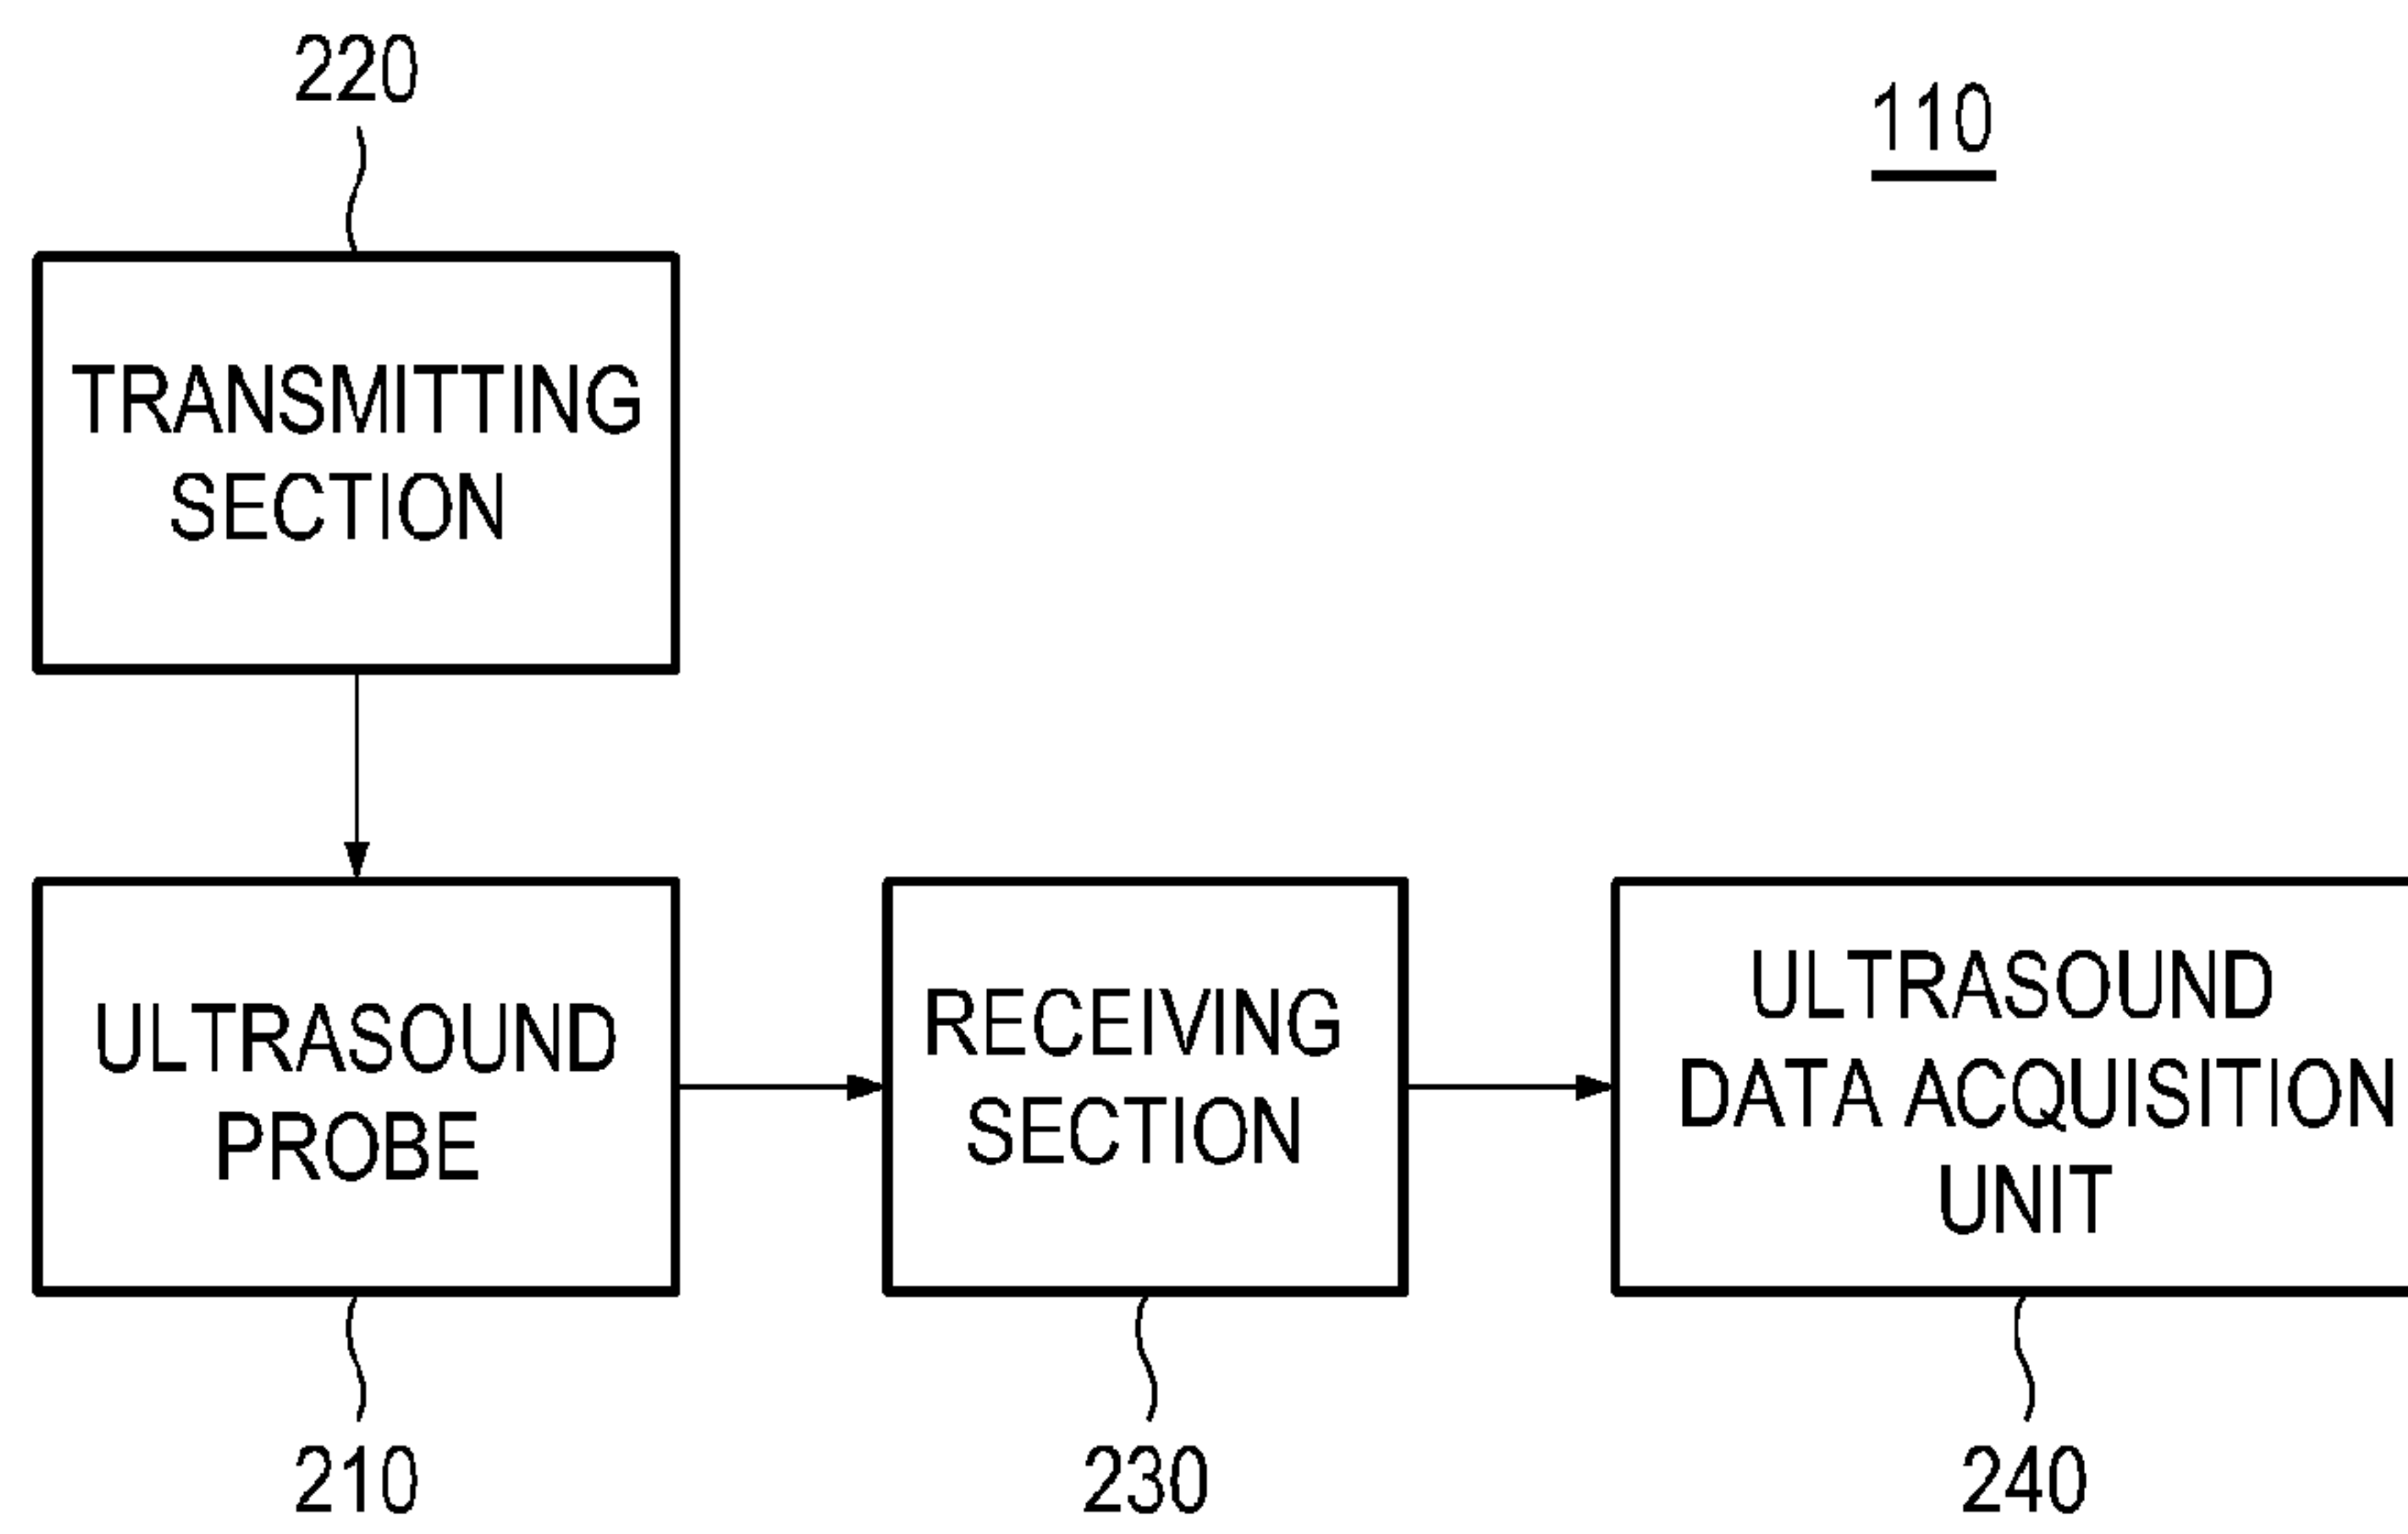 220
110
TRANSMITTING
SECTION
ULTRASOUND
PROBE
RECEIVING
SECTION
ULTRASOUND
DATA ACQUISITION
UNIT
210
230
240